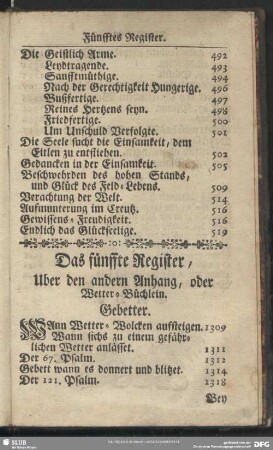 Fünfftes Register.
Die Geistlich Arme. 492
Leydtragende. 493
Sanfftmüthige. 494
Nach der Gerechtigkeit Hungerige. 496
Bußfertige. 497
Reines Hertzens seyn. 498
Friedfertige. 500
Um Unschuld Verfolgte. 501
Die Seele sucht die Einsamkeit, dem
Eitlen zu entfliehen. 502
Gedancken in der Einsamkeit. 505
Beschwehrden des hohen Stands,
und Glück des Feld-Lebens. 509
Verachtung der Welt. 514
Aufmunterung im Creutz. 516
Gewissens-Freudigkeit. 516
Endlich das Glückselige. 519
:o:
Das fünffte Register,
Uber den andern Anhang, oder
Wetter-Büchlein.
Gebetter.
WAnn Wetter-Wolcken aufsteigen. 1309
Wann sichs zu einem gefähr-
lichen Wetter anlässet. 1311
Der 67. Psalm. 1312
Gebett wann es donnert und blitzet. 1314
Der 121. Psalm. 1318
Bey
SLUB
DFG